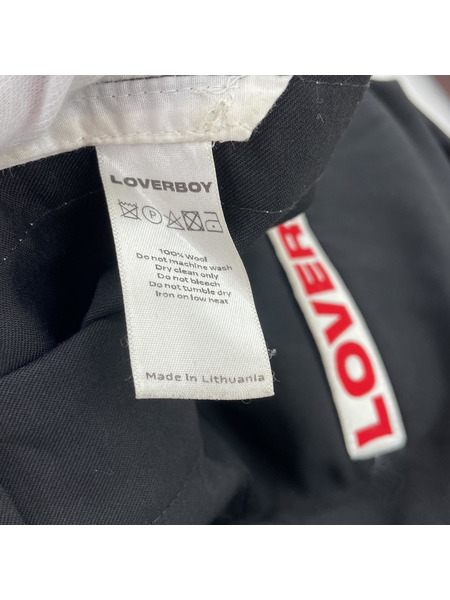 LOVERBOY
100% Wool
Do not machine wash
Dry clean only
Do not bleach
Do not tumble dry
Iron on low heat
Made In Lithuania
LOVER